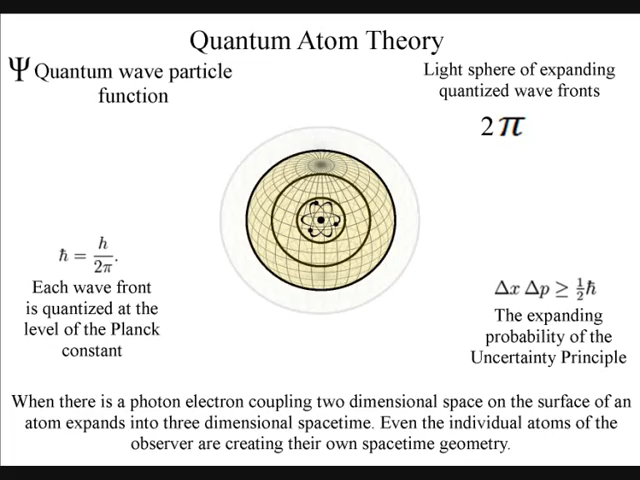 Quantum Atom Theory
Ψ Quantum wave particle
function
Light sphere of expanding
quantized wave fronts
2π
ħ = h/2π.
Each wave front
is quantized at the
level of the Planck
constant
Δx Δp ≥ ½ħ
The expanding
probability of the
Uncertainty Principle
When there is a photon electron coupling two dimensional space on the surface of an
atom expands into three dimensional spacetime. Even the individual atoms of the
observer are creating their own spacetime geometry.